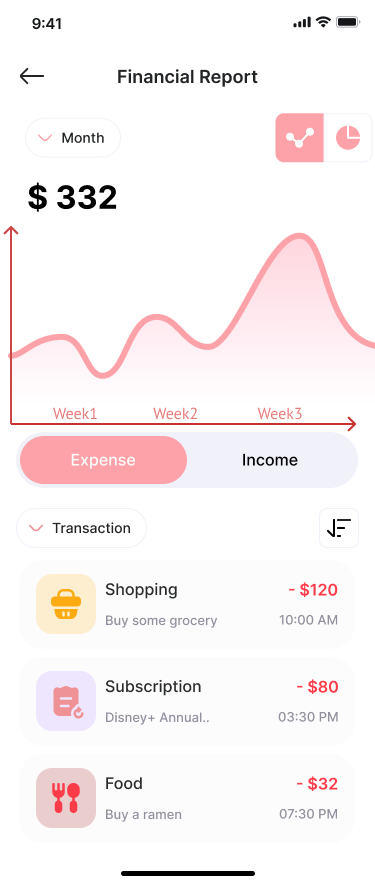 9:41
Financial Report
Month
$ 332
Week1 Week2 Week3
Expense Income
Transaction
Shopping - $120
Buy some grocery 10:00 AM
Subscription - $80
Disney+ Annual.. 03:30 PM
Food - $32
Buy a ramen 07:30 PM